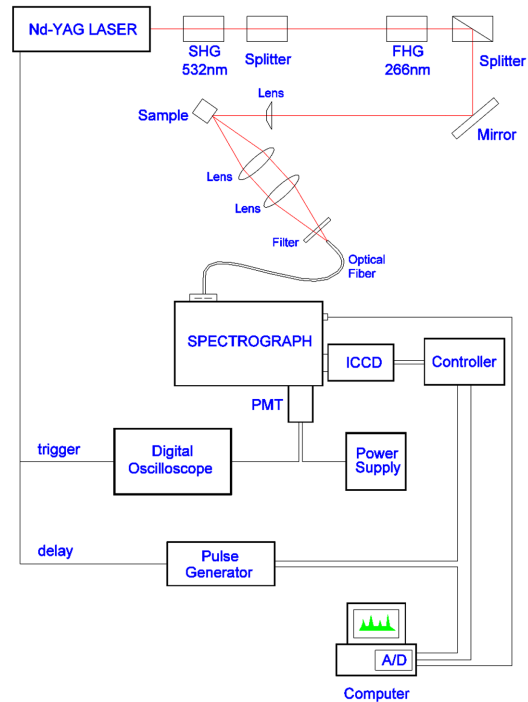 Nd-YAG LASER
SHG
532nm
Splitter
FHG
266nm
Splitter
Lens
Sample
Mirror
Lens
Lens
Filter
Optical
Fiber
SPECTROGRAPH
ICCD
Controller
PMT
trigger
Digital
Oscilloscope
Power
Supply
delay
Pulse
Generator
A/D
Computer